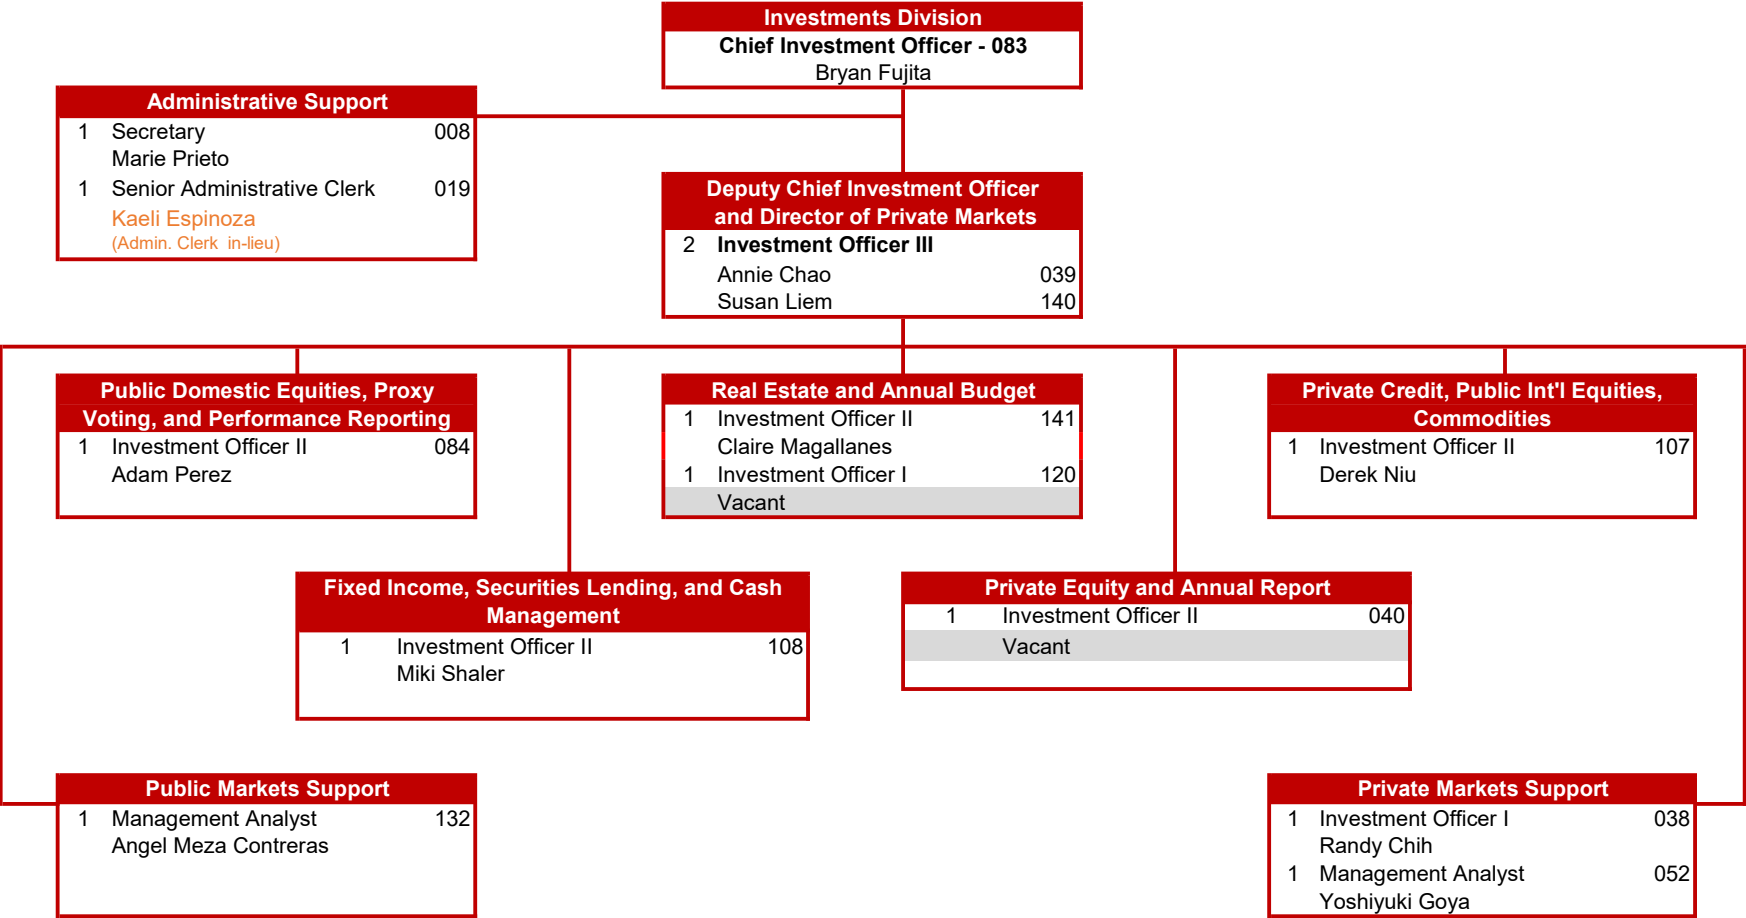 Investments Division
Chief Investment Officer - 083
Bryan Fujita
Administrative Support
1 Secretary 008
Marie Prieto
1 Senior Administrative Clerk 019
Kaeli Espinoza
(Admin. Clerk in-lieu)
Deputy Chief Investment Officer
and Director of Private Markets
2 Investment Officer III
Annie Chao 039
Susan Liem 140
Public Domestic Equities, Proxy
Voting, and Performance Reporting
1 Investment Officer II 084
Adam Perez
Real Estate and Annual Budget
1 Investment Officer II 141
Claire Magallanes
1 Investment Officer I 120
Vacant
Private Credit, Public Int'l Equities,
Commodities
1 Investment Officer II 107
Derek Niu
Fixed Income, Securities Lending, and Cash
Management
1 Investment Officer II 108
Miki Shaler
Private Equity and Annual Report
1 Investment Officer II 040
Vacant
Public Markets Support
1 Management Analyst 132
Angel Meza Contreras
Private Markets Support
1 Investment Officer I 038
Randy Chih
1 Management Analyst 052
Yoshiyuki Goya